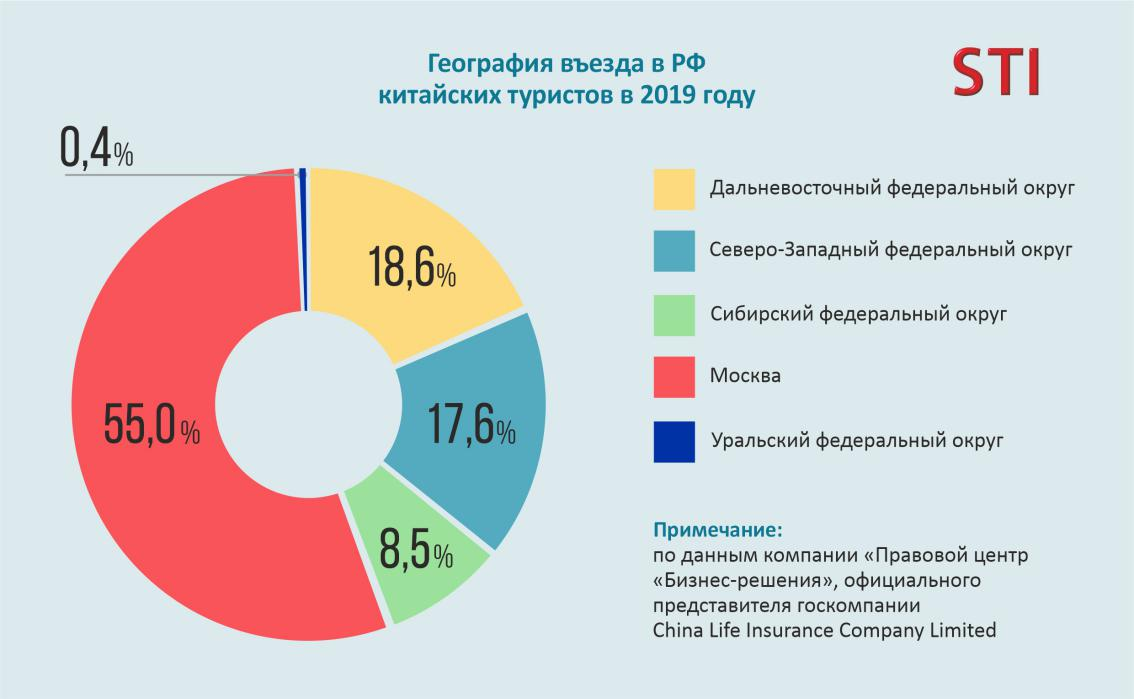 География въезда в РФ
китайских туристов в 2019 году
STI
0,4%
18,6%
17,6%
8,5%
55,0%
Дальневосточный федеральный округ
Северо-Западный федеральный округ
Сибирский федеральный округ
Москва
Уральский федеральный округ
Примечание:
по данным компании «Правовой центр
«Бизнес-решения», официального
представителя госкомпании
China Life Insurance Company Limited